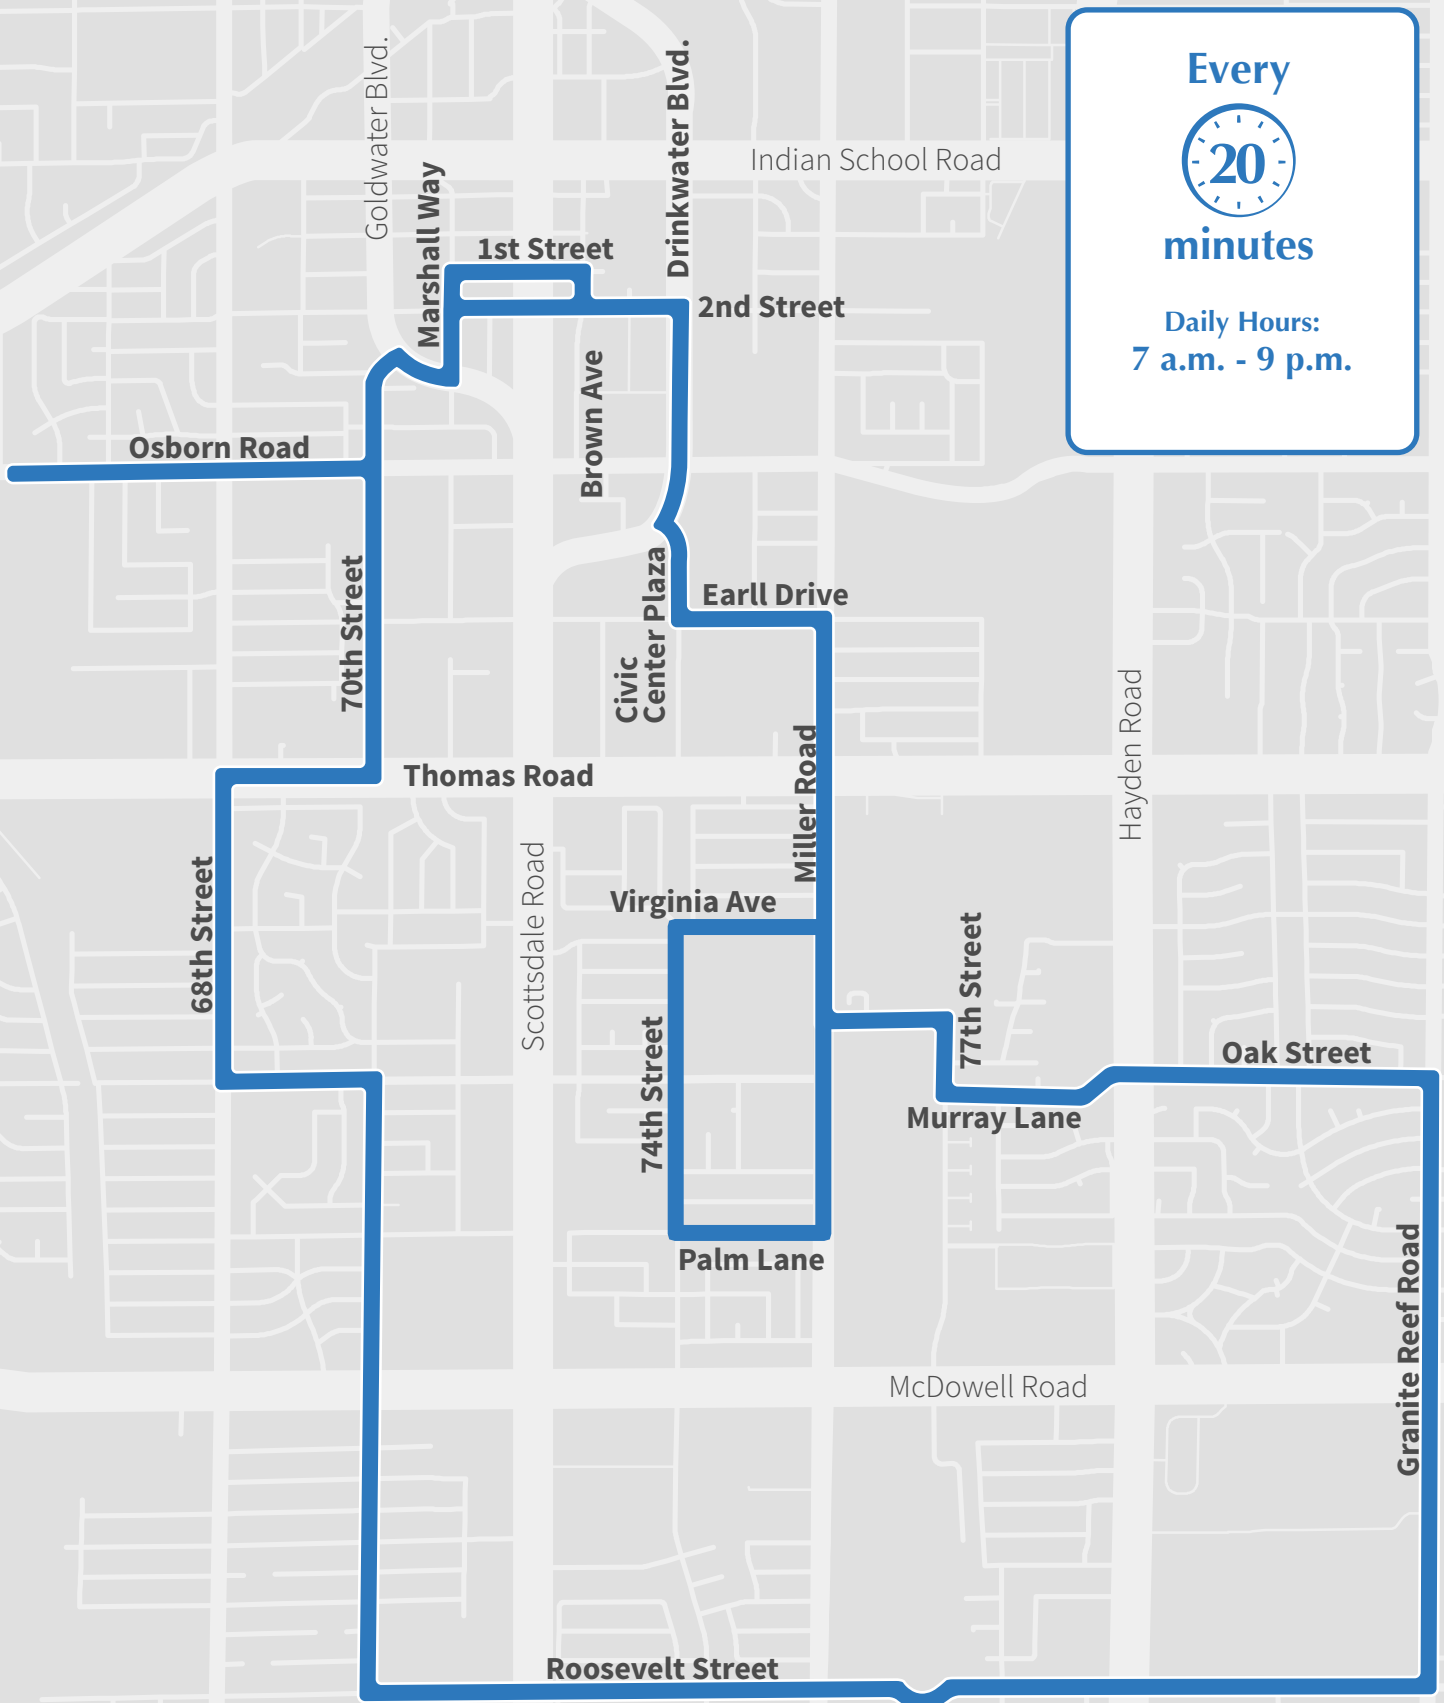 Every
20
minutes
Daily Hours:
7 a.m. - 9 p.m.
Goldwater Blvd.
Marshall Way
Drinkwater Blvd.
Indian School Road
1st Street
2nd Street
Brown Ave
Osborn Road
70th Street
Civic
Center Plaza
Earll Drive
Thomas Road
Miller Road
Hayden Road
68th Street
Scottsdale Road
Virginia Ave
74th Street
77th Street
Oak Street
Murray Lane
Palm Lane
Granite Reef Road
McDowell Road
Roosevelt Street